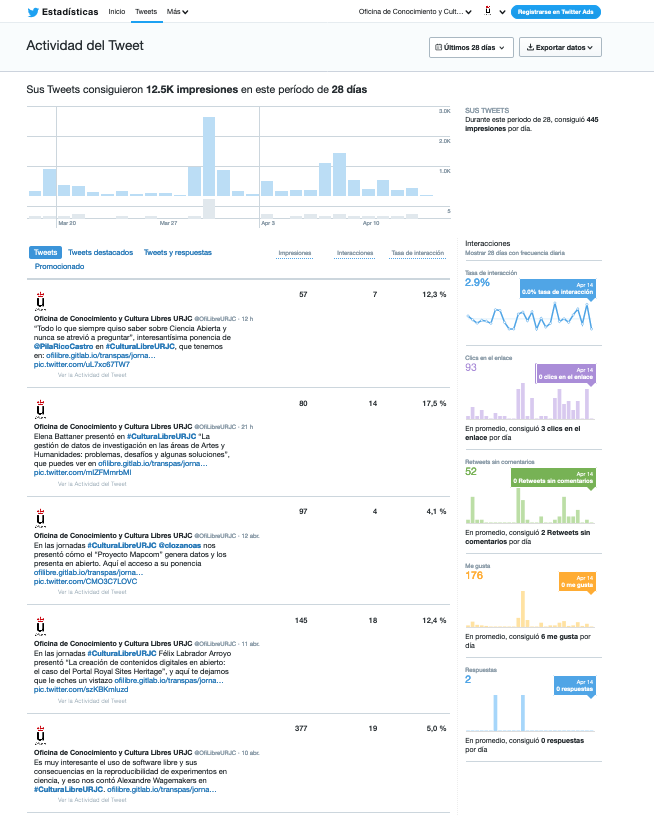 Estadísticas Inicio Tweets Más Oficina de Conocimiento y Cult... Registrarse en Twitter Ads
Actividad del Tweet
Últimos 28 días
Exportar datos
Sus Tweets consiguieron 12.5K impresiones en este período de 28 días
3.0K
2.0K
1.0K
5
Mar 20 Mar 27 Apr 3 Apr 10
SUS TWEETS
Durante este periodo de 28, consiguió 445
impresiones por día.
Tweets Tweets destacados Tweets y respuestas
Promocionado
Impresiones Interacciones Tasa de interacción
57 7 12,3 %
Oficina de Conocimiento y Cultura Libres URJC @OfiLibreURJC · 12 h
"Todo lo que siempre quiso saber sobre Ciencia Abierta y
nunca se atrevió a preguntar", interesantísima ponencia de
@PilaRicoCastro en #CulturaLibreURJC, que tenemos
en: ofilibre.gitlab.io/transpas/jorna…
pic.twitter.com/uL7xo67TW7
Ver la Actividad del Tweet
80 14 17,5 %
Oficina de Conocimiento y Cultura Libres URJC @OfiLibreURJC · 21 h
Elena Battaner presentó en #CulturaLibreURJC "La
gestión de datos de investigación en las áreas de Artes y
Humanidades: problemas, desafíos y algunas soluciones",
que puedes ver en ofilibre.gitlab.io/transpas/jorna…
pic.twitter.com/mIZFMmrbMI
Ver la Actividad del Tweet
97 4 4,1 %
Oficina de Conocimiento y Cultura Libres URJC @OfiLibreURJC · 12 abr.
En las jornadas #CulturaLibreURJC @clozanoas nos
presentó cómo el "Proyecto Mapcom" genera datos y los
presenta en abierto. Aquí el acceso a su ponencia
ofilibre.gitlab.io/transpas/jorna…
pic.twitter.com/CMO3C7LOVC
Ver la Actividad del Tweet
145 18 12,4 %
Oficina de Conocimiento y Cultura Libres URJC @OfiLibreURJC · 11 abr.
En las jornadas #CulturaLibreURJC Félix Labrador Arroyo
presentó "La creación de contenidos digitales en abierto:
el caso del Portal Royal Sites Heritage", y aquí te dejamos
que le eches un vistazo ofilibre.gitlab.io/transpas/jorna…
pic.twitter.com/szKBKmluzd
Ver la Actividad del Tweet
377 19 5,0 %
Oficina de Conocimiento y Cultura Libres URJC @OfiLibreURJC · 10 abr.
Es muy interesante el uso de software libre y sus
consecuencias en la reproducibilidad de experimentos en
ciencia, y eso nos contó Alexandre Wagemakers en
#CulturaLibreURJC. ofilibre.gitlab.io/transpas/jorna…
Ver la Actividad del Tweet
Interacciones
Mostrar 28 días con frecuencia diaria
Tasa de interacción
2.9%
Apr 14
0.0% tasa de interacción
Clics en el enlace
93
Apr 14
0 clics en el enlace
En promedio, consiguió 3 clics en el
enlace por día
Retweets sin comentarios
52
Apr 14
0 Retweets sin comentarios
En promedio, consiguió 2 Retweets sin
comentarios por día
Me gusta
176
Apr 14
0 me gusta
En promedio, consiguió 6 me gusta por
día
Respuestas
2
Apr 14
0 respuestas
En promedio, consiguió 0 respuestas
por día